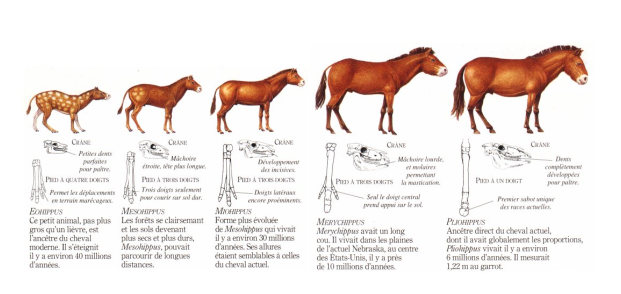 CRÂNE
Petites dents
parfaites
pour paître.
PIED À QUATRE DOIGTS
Permet les déplacements
en terrain marécageux.
EOHIPPUS
Ce petit animal, pas plus
gros qu'un lièvre, est
l'ancêtre du cheval
moderne. Il s'éteignit
il y a environ 40 millions
d'années.
CRÂNE
Mâchoire
étroite, tête plus longue.
PIED À TROIS DOIGTS
Trois doigts seulement
pour courir sur sol dur.
MESOHIPPUS
Les forêts se clairsemant
et les sols devenant
plus secs et plus durs,
Mesohippus, pouvait
parcourir de longues
distances.
CRÂNE
Développement
des incisives.
PIED À TROIS DOIGTS
Doigts latéraux
encore proéminents.
MIOHIPPUS
Forme plus évoluée
de Mesohippus qui vivait
il y a environ 30 millions
d'années. Ses allures
étaient semblables à celles
du cheval actuel.
CRÂNE
Mâchoire lourde,
et molaires
permettant
la mastication.
PIED À TROIS DOIGTS
Seul le doigt central
prend appui sur le sol.
MERYCHIPPUS
Merychippus avait un long
cou. Il vivait dans les plaines
de l'actuel Nebraska, au centre
des États-Unis, il y a près
de 10 millions d'années.
CRÂNE
Dents
complètement
développées
pour paître.
PIED À UN DOIGT
Premier sabot unique
des races actuelles.
PLIOHIPPUS
Ancêtre direct du cheval actuel,
dont il avait globalement les proportions,
Pliohippus vivait il y a environ
6 millions d'années. Il mesurait
1,22 m au garrot.